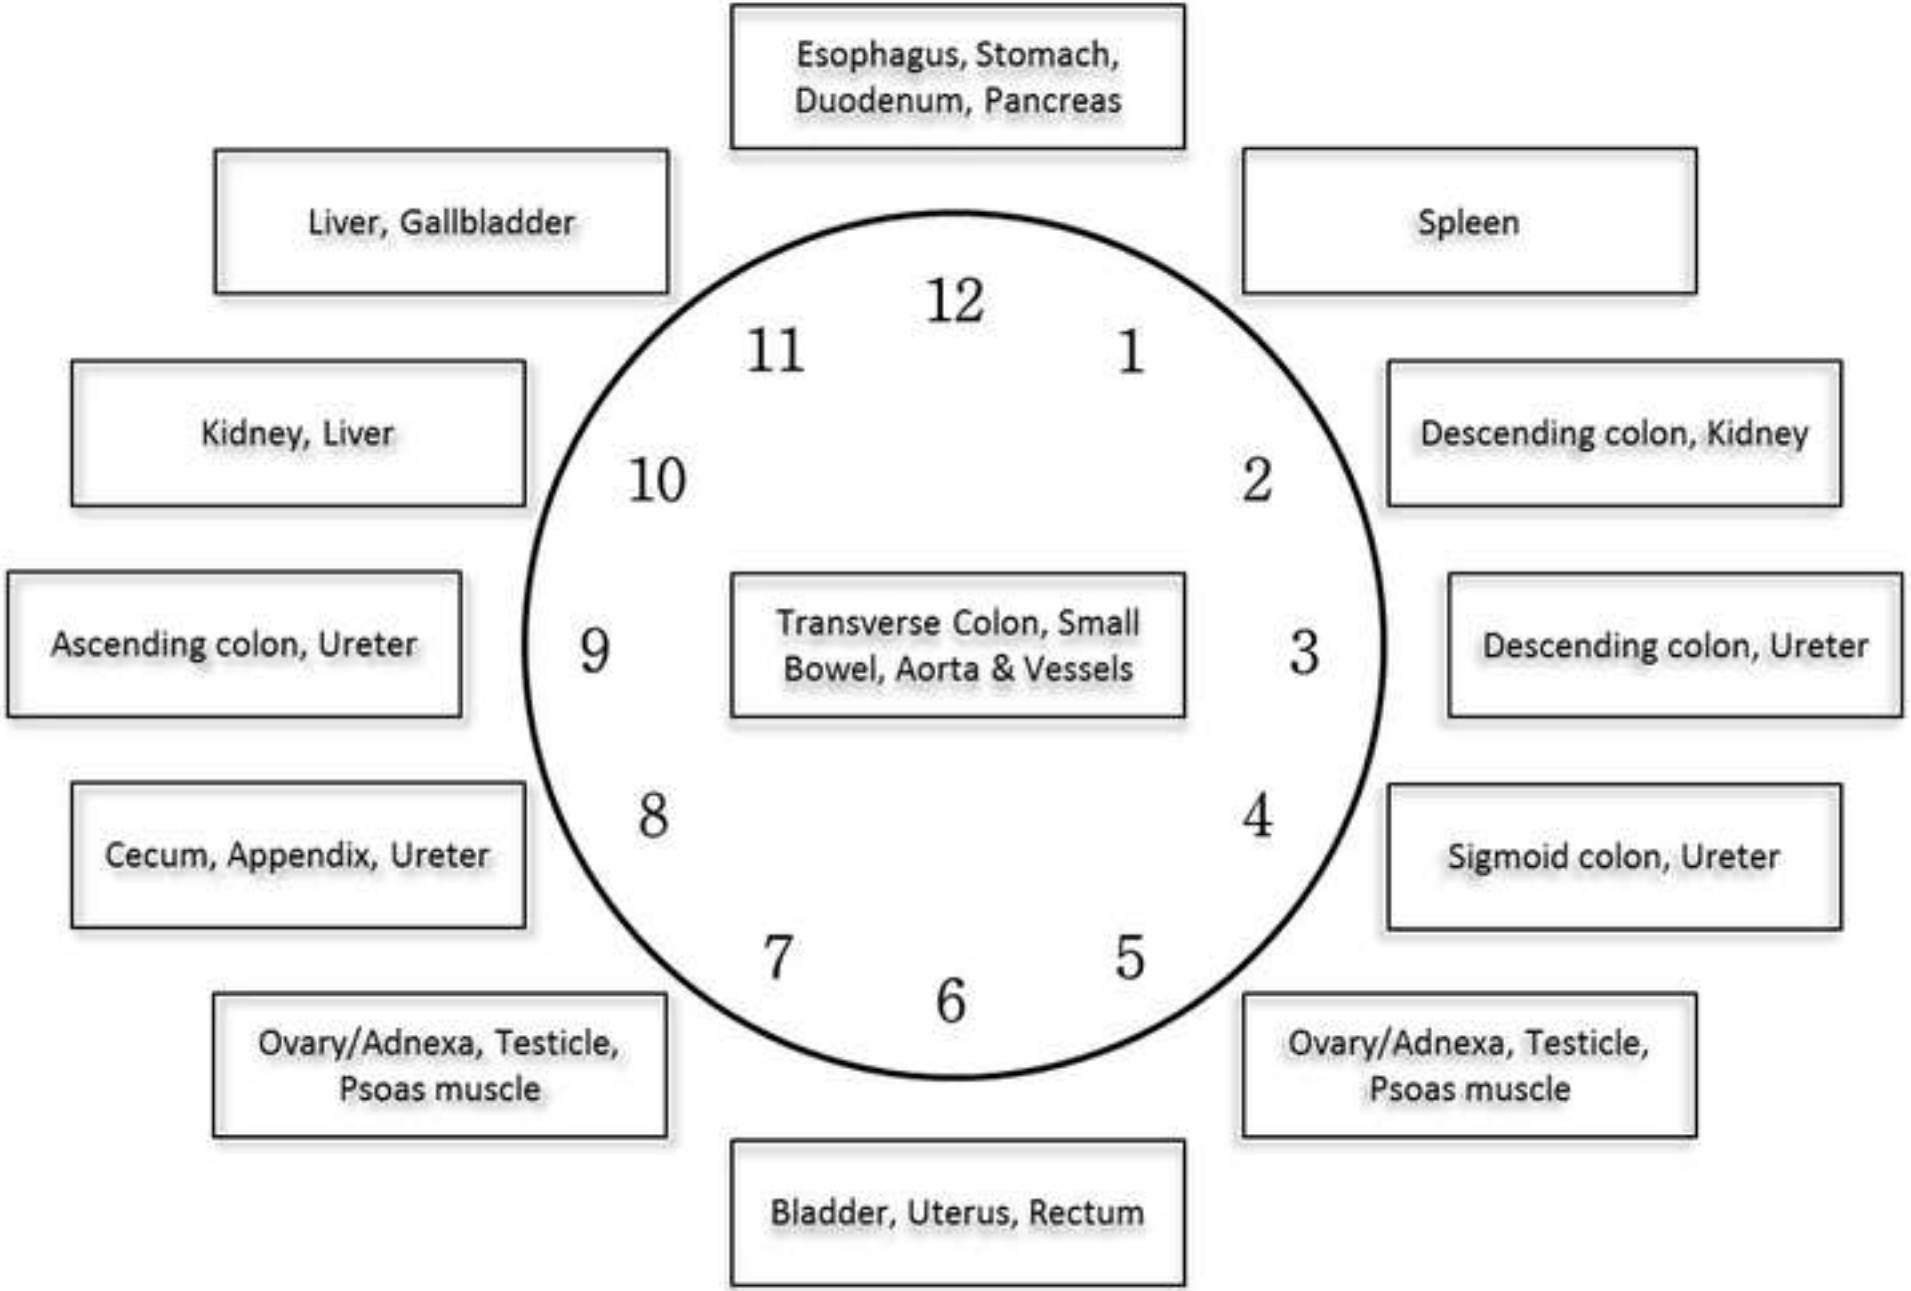 Esophagus, Stomach,
Duodenum, Pancreas
Liver, Gallbladder
Spleen
12
11
1
Kidney, Liver
Descending colon, Kidney
10
2
Ascending colon, Ureter
9
Transverse Colon, Small
Bowel, Aorta & Vessels
3
Descending colon, Ureter
8
4
Cecum, Appendix, Ureter
Sigmoid colon, Ureter
7
5
6
Ovary/Adnexa, Testicle,
Psoas muscle
Ovary/Adnexa, Testicle,
Psoas muscle
Bladder, Uterus, Rectum